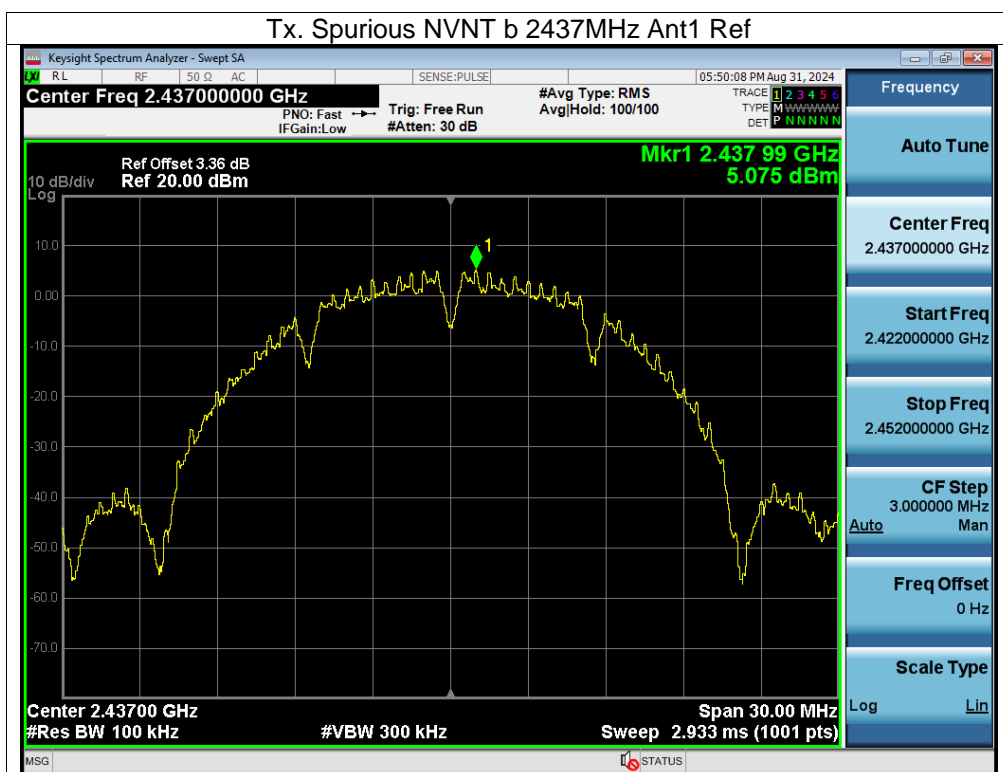 Tx. Spurious NVNT b 2437MHz Ant1 Ref
Keysight Spectrum Analyzer - Swept SA
LXI RL RF 50 Ω AC SENSE:PULSE 05:50:08 PM Aug 31, 2024
Center Freq 2.437000000 GHz
PNO: Fast
IFGain:Low
Trig: Free Run
#Atten: 30 dB
#Avg Type: RMS
Avg|Hold: 100/100
TRACE 1 2 3 4 5 6
TYPE M WWWWW
DET P N N N N N
Mkr1 2.437 99 GHz
5.075 dBm
Ref Offset 3.36 dB
10 dB/div Ref 20.00 dBm
Log
10.0
0.00
-10.0
-20.0
-30.0
-40.0
-50.0
-60.0
-70.0
1
Center 2.43700 GHz Span 30.00 MHz
#Res BW 100 kHz #VBW 300 kHz Sweep 2.933 ms (1001 pts)
MSG STATUS
Frequency
Auto Tune
Center Freq
2.437000000 GHz
Start Freq
2.422000000 GHz
Stop Freq
2.452000000 GHz
CF Step
3.000000 MHz
Auto Man
Freq Offset
0 Hz
Scale Type
Log Lin